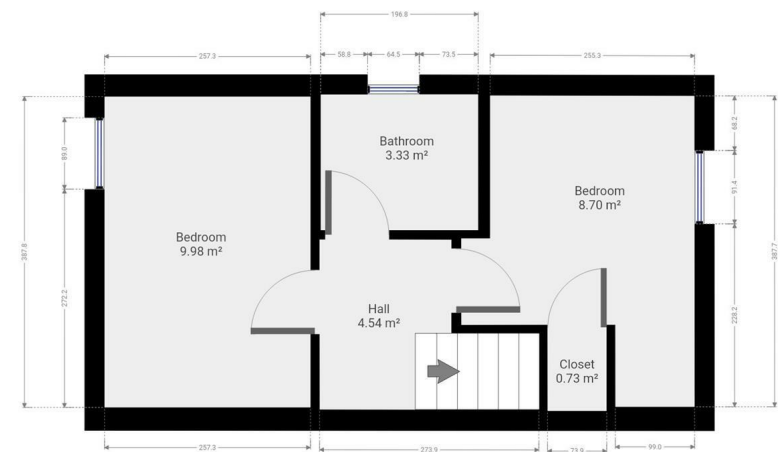 196.8
257.3
58.8
64.5
73.5
255.3
Bathroom
3.33 m²
68.2
89.0
91.4
Bedroom
8.70 m²
Bedroom
9.98 m²
387.8
387.7
272.2
228.2
Hall
4.54 m²
Closet
0.73 m²
257.3
273.9
73.9
99.0